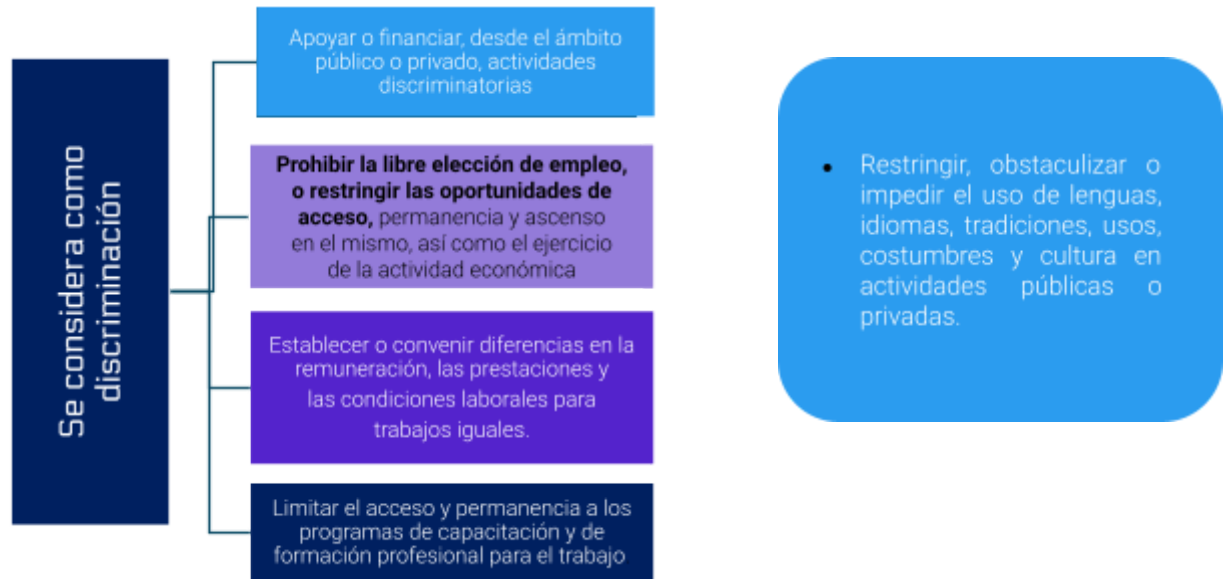 Se considera como
discriminación
Apoyar o financiar, desde el ámbito
público o privado, actividades
discriminatorias
Prohibir la libre elección de empleo,
o restringir las oportunidades de
acceso, permanencia y ascenso
en el mismo, así como el ejercicio
de la actividad económica
Establecer o convenir diferencias en la
remuneración, las prestaciones y
las condiciones laborales para
trabajos iguales.
Limitar el acceso y permanencia a los
programas de capacitación y de
formación profesional para el trabajo
• Restringir, obstaculizar o
impedir el uso de lenguas,
idiomas, tradiciones, usos,
costumbres y cultura en
actividades públicas o
privadas.